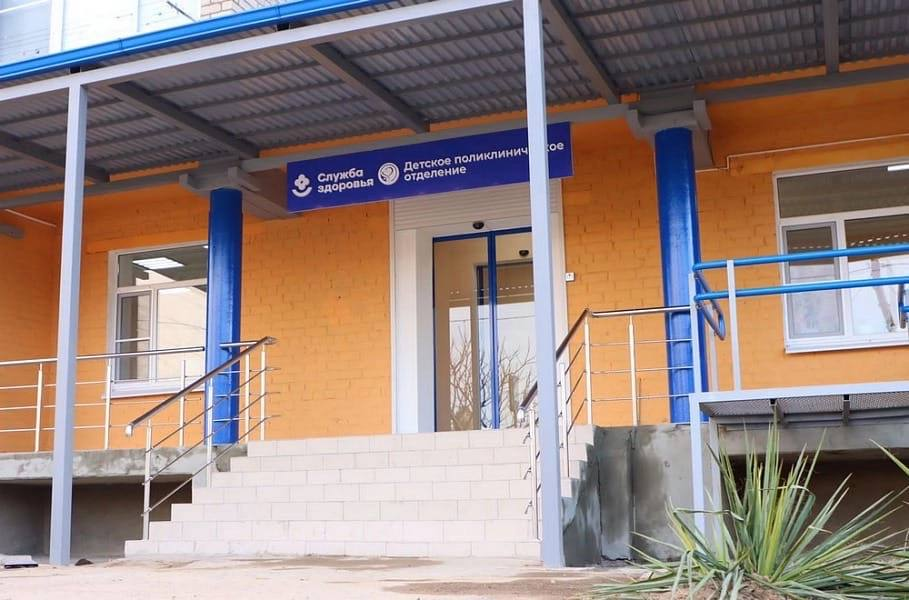 Служба
здоровья
Детское поликлиническое
отделение